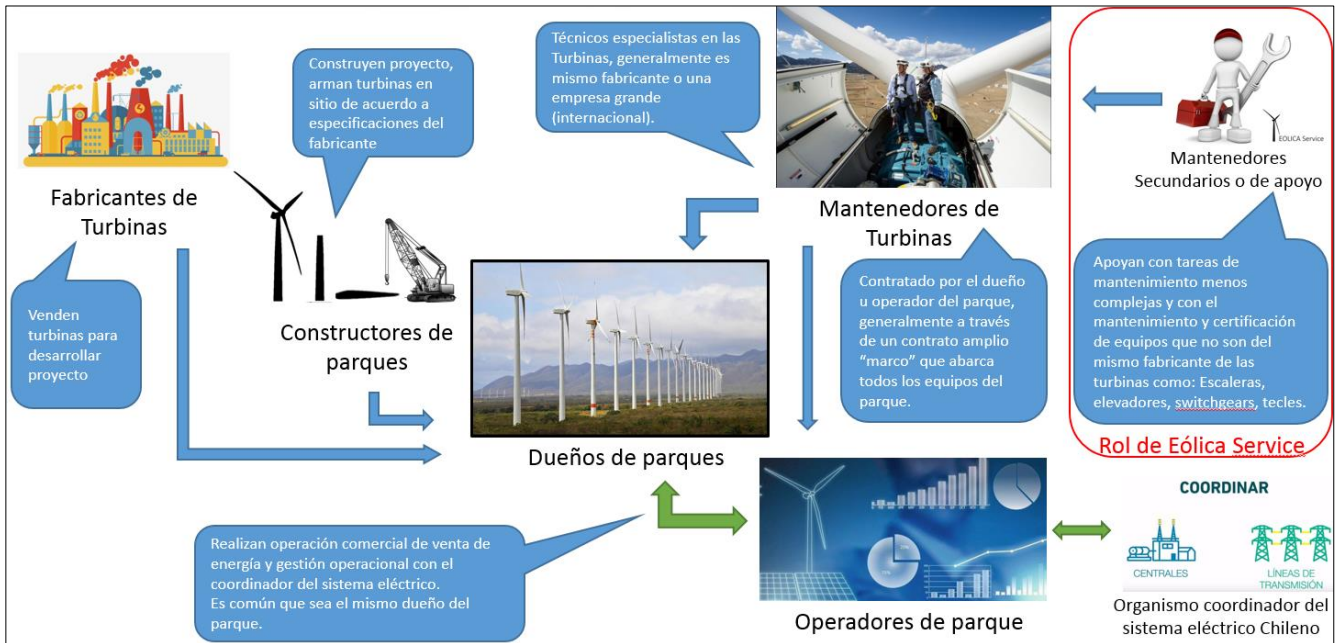 Fabricantes de
Turbinas
Venden
turbinas para
desarrollar
proyecto
Construyen proyecto,
arman turbinas en
sitio de acuerdo a
especificaciones del
fabricante
Constructores de
parques
Técnicos especialistas en las
Turbinas, generalmente es
mismo fabricante o una
empresa grande
(internacional).
Mantenedores de
Turbinas
Contratado por el dueño
u operador del parque,
generalmente a través
de un contrato amplio
“marco” que abarca
todos los equipos del
parque.
EOLICA Service
Mantenedores
Secundarios o de apoyo
Apoyan con tareas de
mantenimiento menos
complejas y con el
mantenimiento y certificación
de equipos que no son del
mismo fabricante de las
turbinas como: Escaleras,
elevadores, switchgears, tecles.
Rol de Eólica Service
Dueños de parques
Realizan operación comercial de venta de
energía y gestión operacional con el
coordinador del sistema eléctrico.
Es común que sea el mismo dueño del
parque.
Operadores de parque
COORDINAR
CENTRALES
LÍNEAS DE
TRANSMISIÓN
Organismo coordinador del
sistema eléctrico Chileno